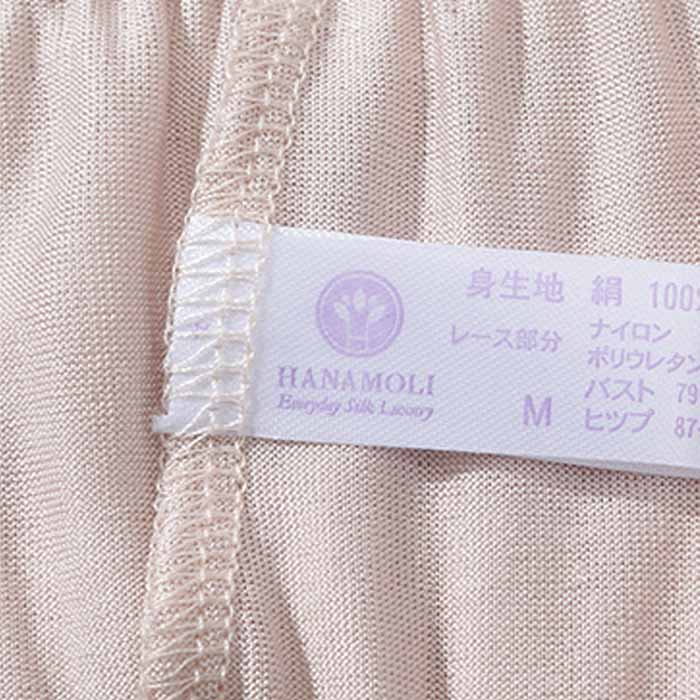 HANAMOLI
Everyday Silk Luxury
身生地 絹 100%
レース部分 ナイロン
ポリウレタン
M バスト 79
ヒップ 87-